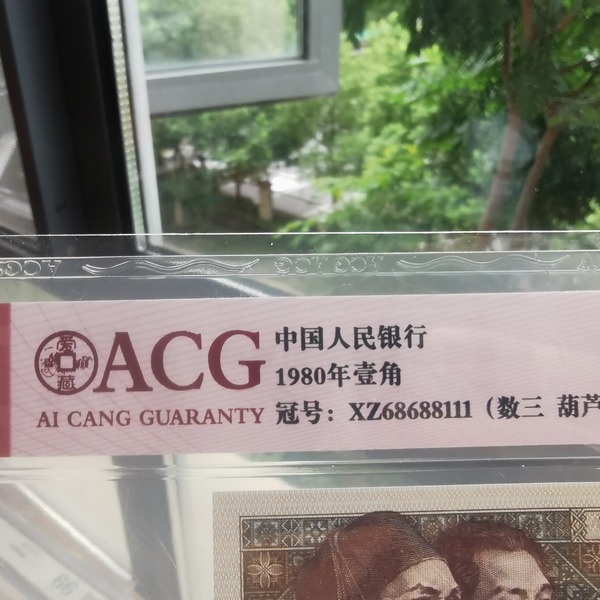 ACG
中国人民银行
1980年壹角
AI CANG GUARANTY
冠号：XZ68688111（数三 葫芦